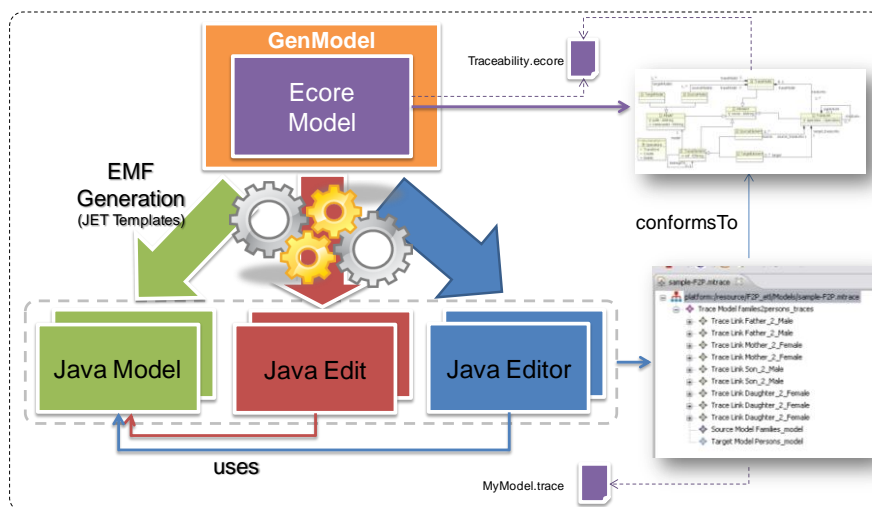 GenModel
Ecore
Model
Traceability.ecore
EMF
Generation
(JET Templates)
conformsTo
Java Model
Java Edit
Java Editor
uses
sample-F2P.mtrace
platform:/resource/F2P_etl/Models/sample-F2P.mtrace
Trace Model familes2persons_traces
Trace Link Father_2_Male
Trace Link Father_2_Male
Trace Link Mother_2_Female
Trace Link Mother_2_Female
Trace Link Son_2_Male
Trace Link Son_2_Male
Trace Link Daughter_2_Female
Trace Link Daughter_2_Female
Trace Link Daughter_2_Female
Source Model Families_model
Target Model Persons_model
MyModel.trace